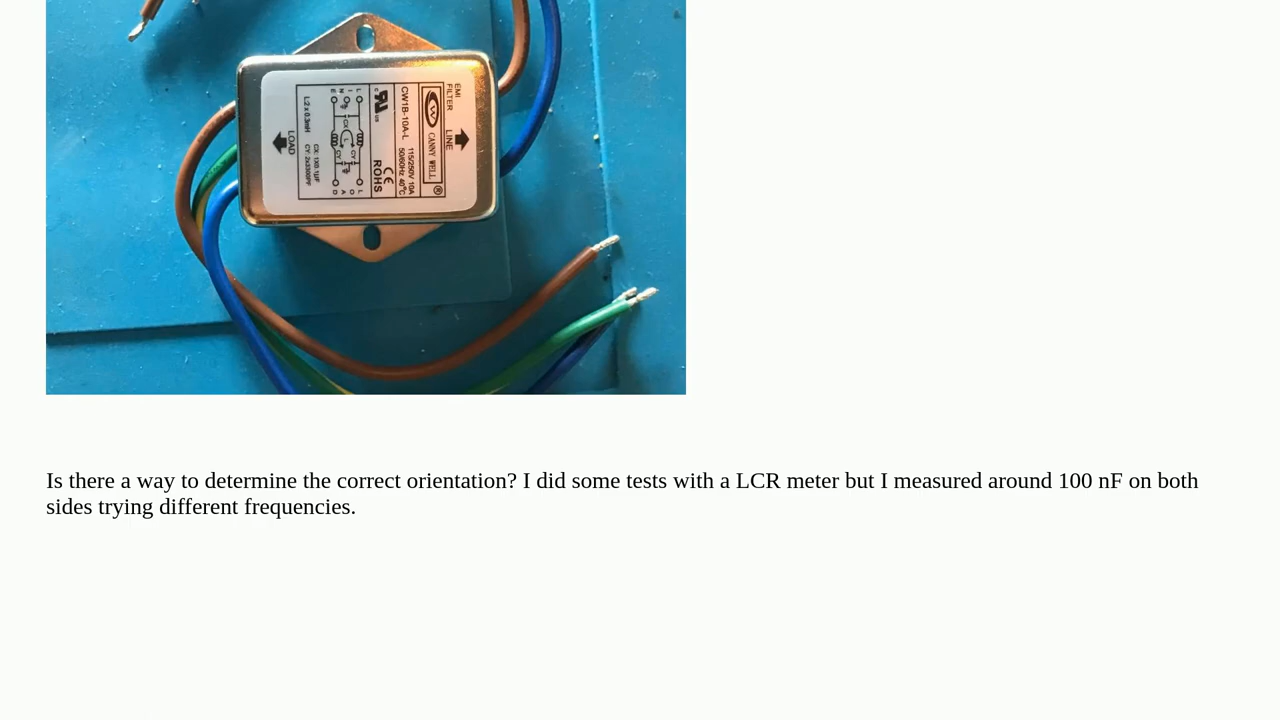 EMI
FILTER LINE
CANNY WELL ®
CW1B-10A-L 115/250V 10A
50/60Hz 40°C
ROHS
LOAD
L:2 x 0.3mH CX: 1X0.1μF
CY: 2x3300PF
Is there a way to determine the correct orientation? I did some tests with a LCR meter but I measured around 100 nF on both
sides trying different frequencies.